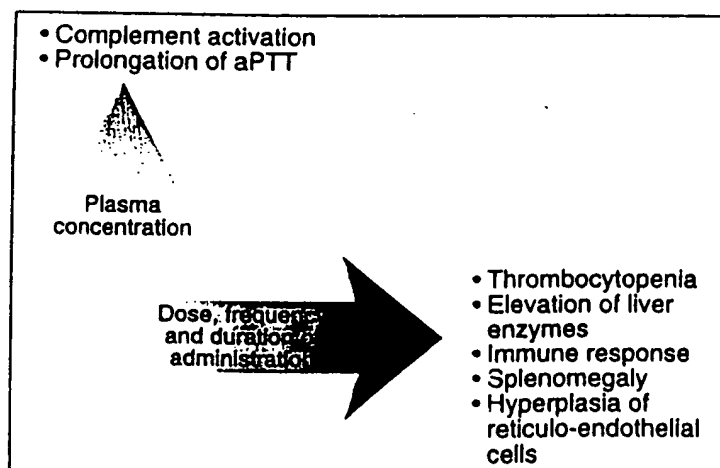 • Complement activation
• Prolongation of aPTT
Plasma
concentration
Dose, frequency
and duration
administration
• Thrombocytopenia
• Elevation of liver
enzymes
• Immune response
• Splenomegaly
• Hyperplasia of
reticulo-endothelial
cells